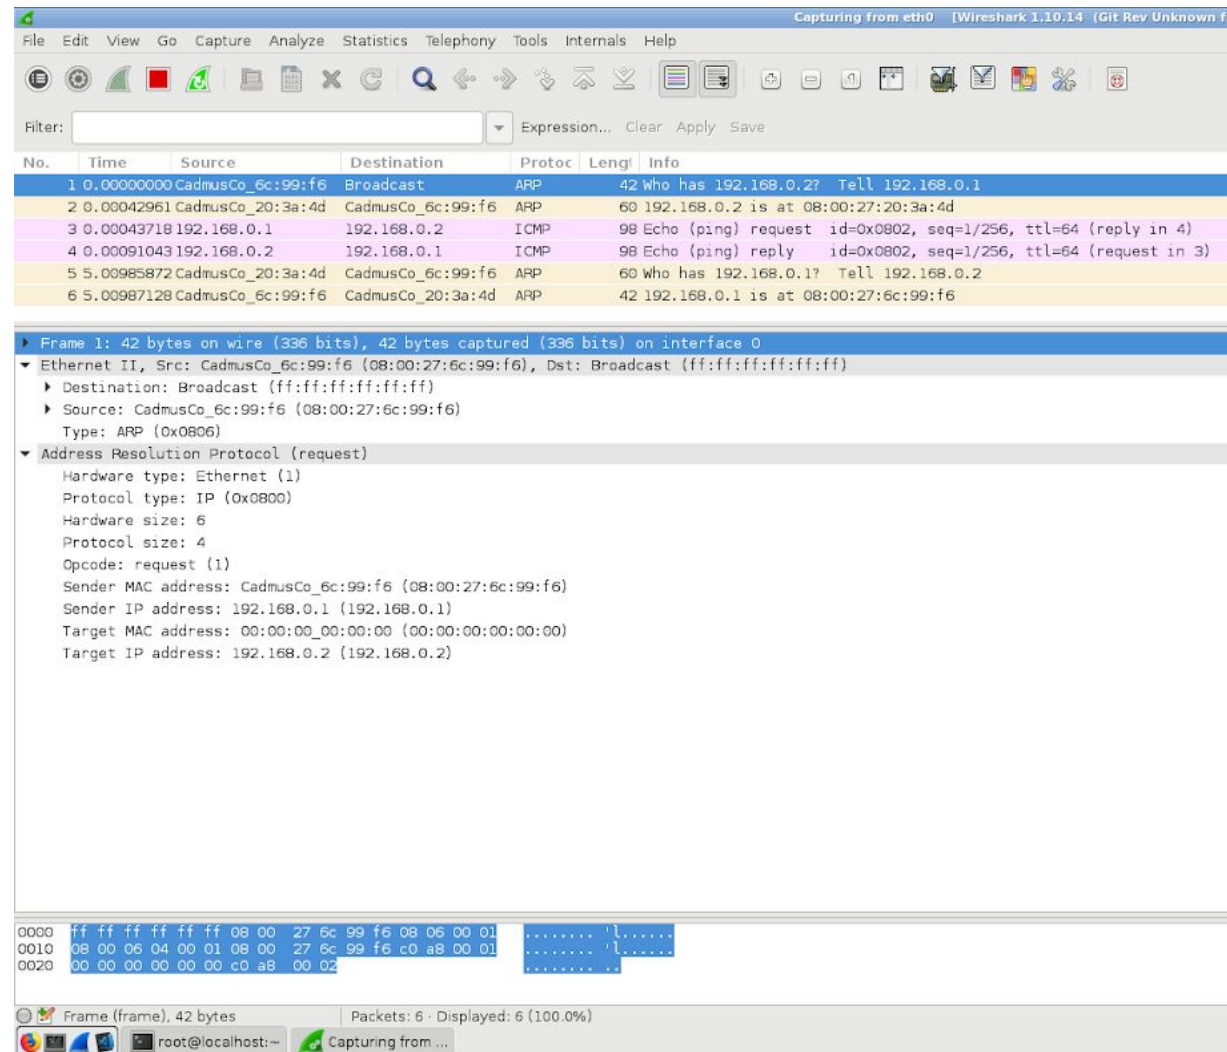 Capturing from eth0 [Wireshark 1.10.14 (Git Rev Unknown f
File Edit View Go Capture Analyze Statistics Telephony Tools Internals Help
Filter: Expression... Clear Apply Save
No. Time Source Destination Protoc Lengt Info
1 0.00000000 CadmusCo_6c:99:f6 Broadcast ARP 42 Who has 192.168.0.2? Tell 192.168.0.1
2 0.00042961 CadmusCo_20:3a:4d CadmusCo_6c:99:f6 ARP 60 192.168.0.2 is at 08:00:27:20:3a:4d
3 0.00043718 192.168.0.1 192.168.0.2 ICMP 98 Echo (ping) request id=0x0802, seq=1/256, ttl=64 (reply in 4)
4 0.00091043 192.168.0.2 192.168.0.1 ICMP 98 Echo (ping) reply id=0x0802, seq=1/256, ttl=64 (request in 3)
5 5.00985872 CadmusCo_20:3a:4d CadmusCo_6c:99:f6 ARP 60 Who has 192.168.0.1? Tell 192.168.0.2
6 5.00987128 CadmusCo_6c:99:f6 CadmusCo_20:3a:4d ARP 42 192.168.0.1 is at 08:00:27:6c:99:f6
Frame 1: 42 bytes on wire (336 bits), 42 bytes captured (336 bits) on interface 0
Ethernet II, Src: CadmusCo_6c:99:f6 (08:00:27:6c:99:f6), Dst: Broadcast (ff:ff:ff:ff:ff:ff)
Destination: Broadcast (ff:ff:ff:ff:ff:ff)
Source: CadmusCo_6c:99:f6 (08:00:27:6c:99:f6)
Type: ARP (0x0806)
Address Resolution Protocol (request)
Hardware type: Ethernet (1)
Protocol type: IP (0x0800)
Hardware size: 6
Protocol size: 4
Opcode: request (1)
Sender MAC address: CadmusCo_6c:99:f6 (08:00:27:6c:99:f6)
Sender IP address: 192.168.0.1 (192.168.0.1)
Target MAC address: 00:00:00_00:00:00 (00:00:00:00:00:00)
Target IP address: 192.168.0.2 (192.168.0.2)
0000 ff ff ff ff ff ff 08 00 27 6c 99 f6 08 06 00 01 ........ 'l......
0010 08 00 06 04 00 01 08 00 27 6c 99 f6 c0 a8 00 01 ........ 'l......
0020 00 00 00 00 00 00 c0 a8 00 02 ........ ..
Frame (frame), 42 bytes Packets: 6 · Displayed: 6 (100.0%)
root@localhost:~ Capturing from ...